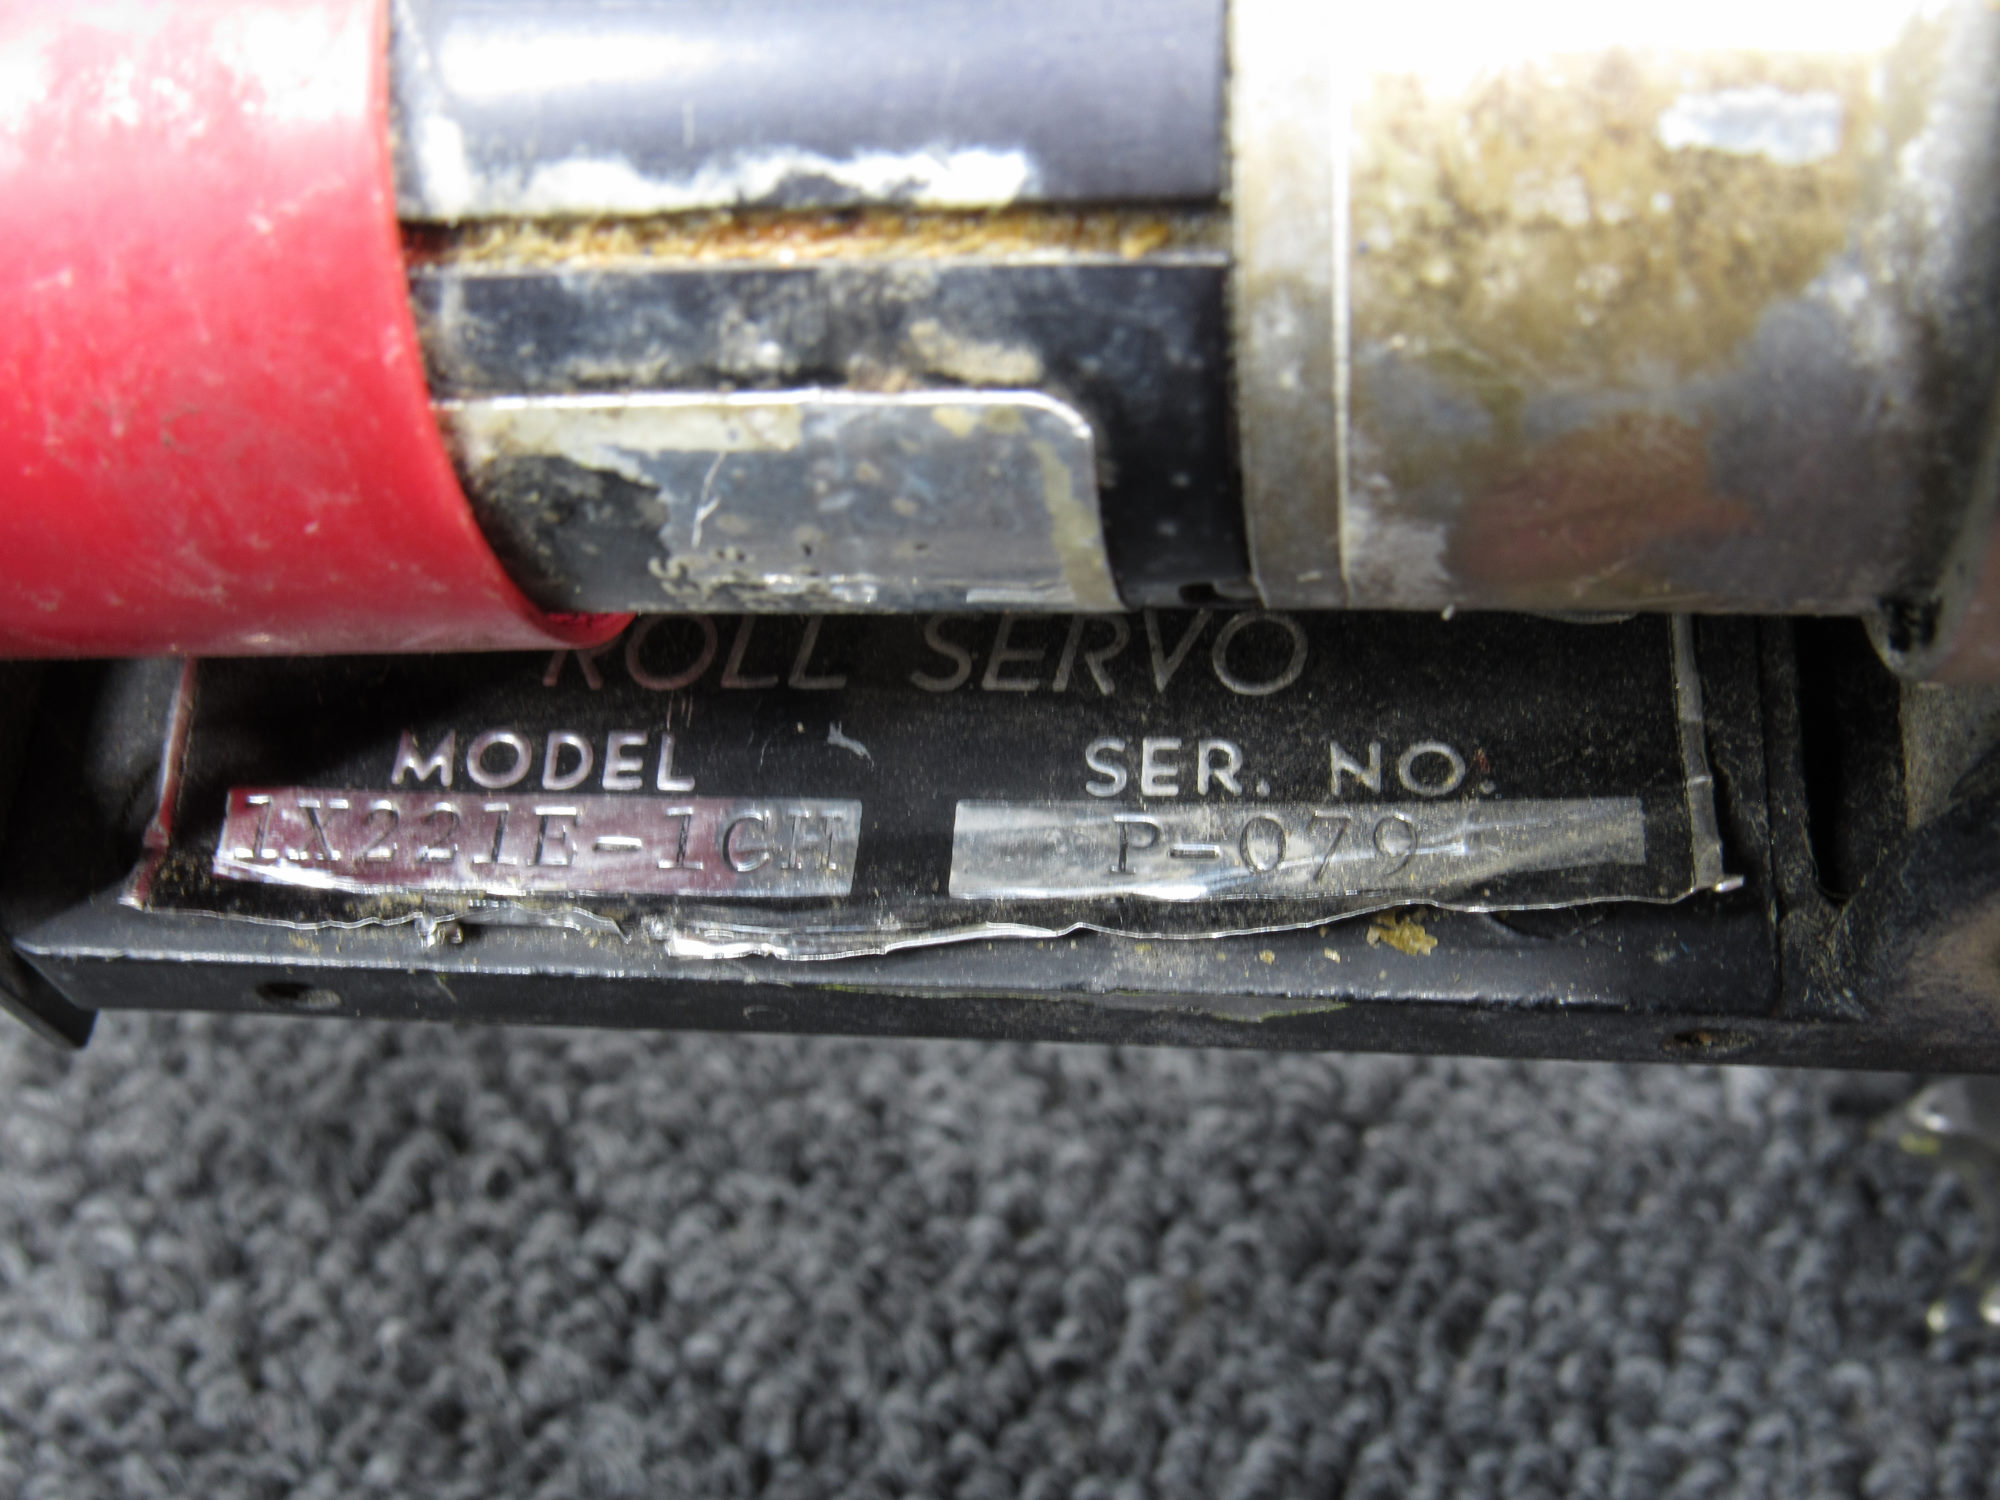 ROLL SERVO
MODEL SER. NO.
1X221E-1CH P-079